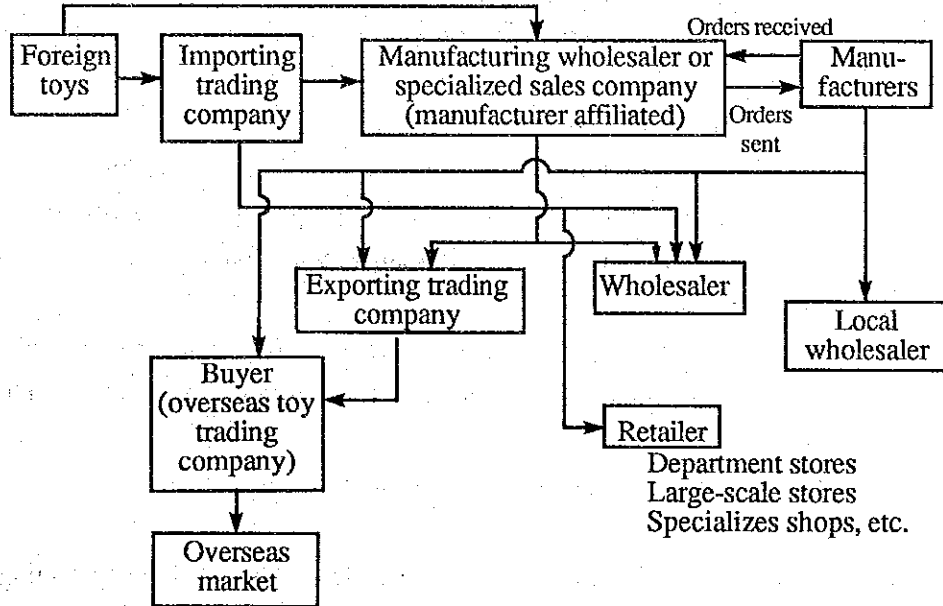 Foreign
toys
Importing
trading
company
Manufacturing wholesaler or
specialized sales company
(manufacturer affiliated)
Orders received
Manu-
facturers
Orders
sent
Exporting trading
company
Wholesaler
Local
wholesaler
Buyer
(overseas toy
trading
company)
Retailer
Department stores
Large-scale stores
Specializes shops, etc.
Overseas
market